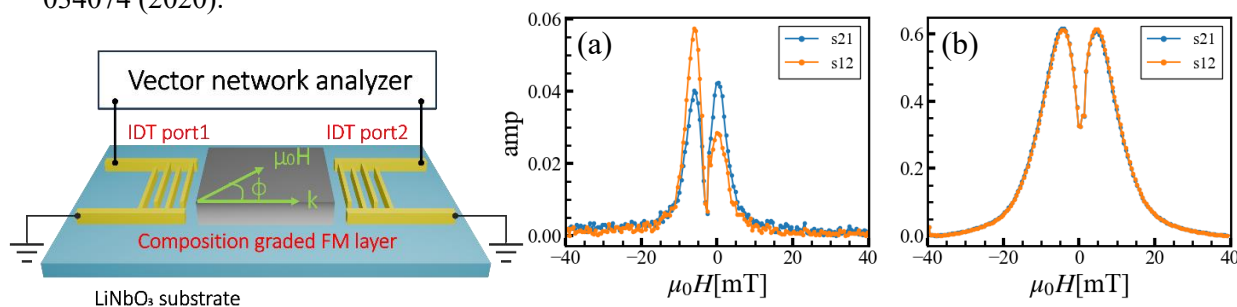 034074 (2020).
Vector network analyzer
IDT port1
IDT port2
μ₀H
ϕ
k
Composition graded FM layer
LiNbO₃ substrate
(a)
s21
s12
amp
0.06
0.04
0.02
0.00
−40
−20
0
20
40
μ₀H[mT]
(b)
s21
s12
0.6
0.4
0.2
0.0
−40
−20
0
20
40
μ₀H[mT]